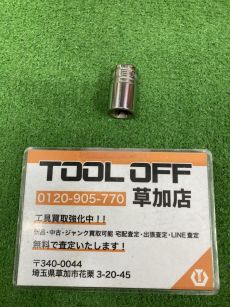 TOOL OFF
0120-905-770
草加店
工具買取強化中！！
新品・中古・ジャンク買取可能 宅配査定・出張査定・LINE査定
無料で査定いたします！
〒340-0044
埼玉県草加市花栗 3-20-45